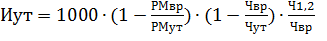 Иут = 1000 · (1 − РМвр/РМут) · (1 − Чвр/Чут · Ч1,2/Чвр)